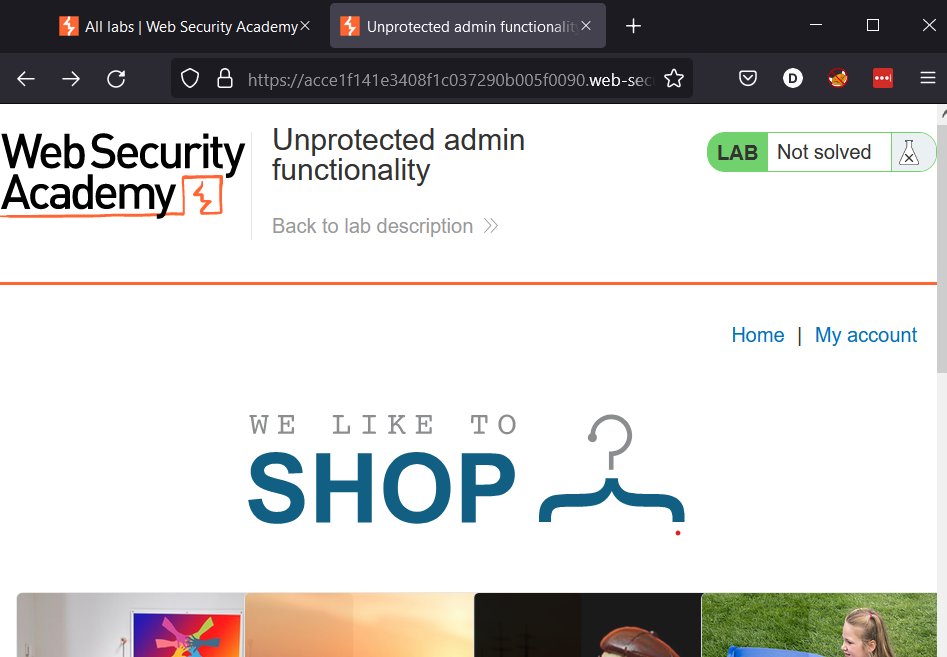 All labs | Web Security Academy
Unprotected admin functionalit
https://acce1f141e3408f1c037290b005f0090.web-sec
D
Web Security
Academy
Unprotected admin
functionality
LAB Not solved
Back to lab description
Home | My account
WE LIKE TO
SHOP